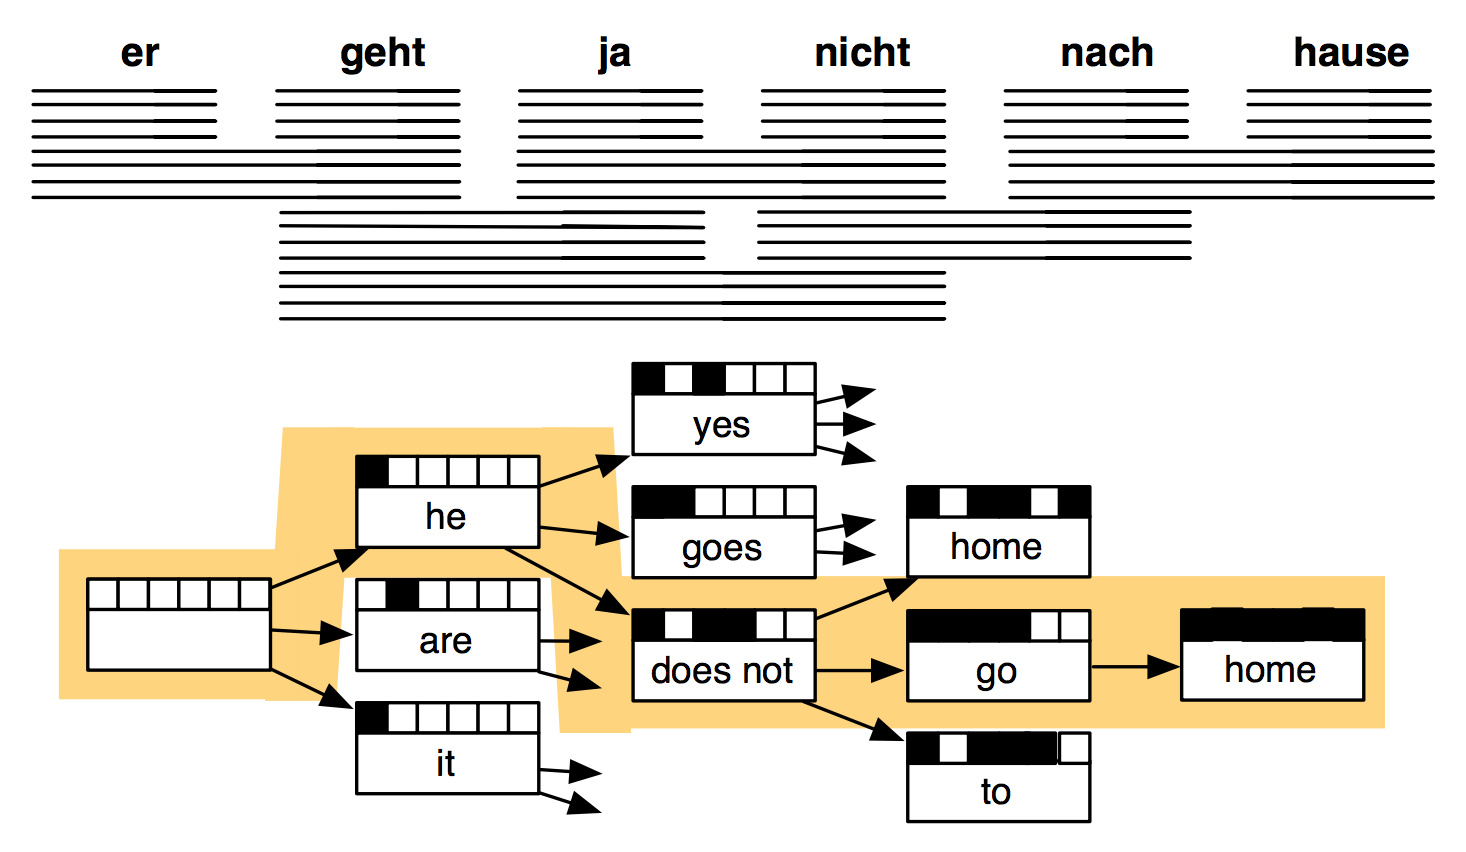 er geht ja nicht nach hause
yes
he
goes
home
are
does not
go
home
it
to